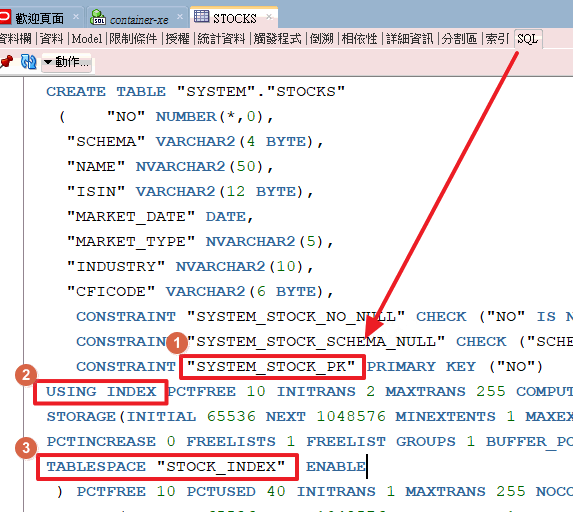 歡迎頁面 container-xe STOCKS
資料欄 資料 Model 限制條件 授權 統計資料 觸發程式 倒溯 相依性 詳細資訊 分割區 索引 SQL
動作...
CREATE TABLE "SYSTEM"."STOCKS"
( "NO" NUMBER(*,0),
"SCHEMA" VARCHAR2(4 BYTE),
"NAME" NVARCHAR2(50),
"ISIN" VARCHAR2(12 BYTE),
"MARKET_DATE" DATE,
"MARKET_TYPE" NVARCHAR2(5),
"INDUSTRY" NVARCHAR2(10),
"CFICODE" VARCHAR2(6 BYTE),
CONSTRAINT "SYSTEM_STOCK_NO_NULL" CHECK ("NO" IS N
CONSTRAINT "SYSTEM_STOCK_SCHEMA_NULL" CHECK ("SCHE
1
CONSTRAINT "SYSTEM_STOCK_PK" PRIMARY KEY ("NO")
2
USING INDEX PCTFREE 10 INITRANS 2 MAXTRANS 255 COMPUT
STORAGE(INITIAL 65536 NEXT 1048576 MINEXTENTS 1 MAXEX
PCTINCREASE 0 FREELISTS 1 FREELIST GROUPS 1 BUFFER_PO
3
TABLESPACE "STOCK_INDEX" ENABLE
) PCTFREE 10 PCTUSED 40 INITRANS 1 MAXTRANS 255 NOCO